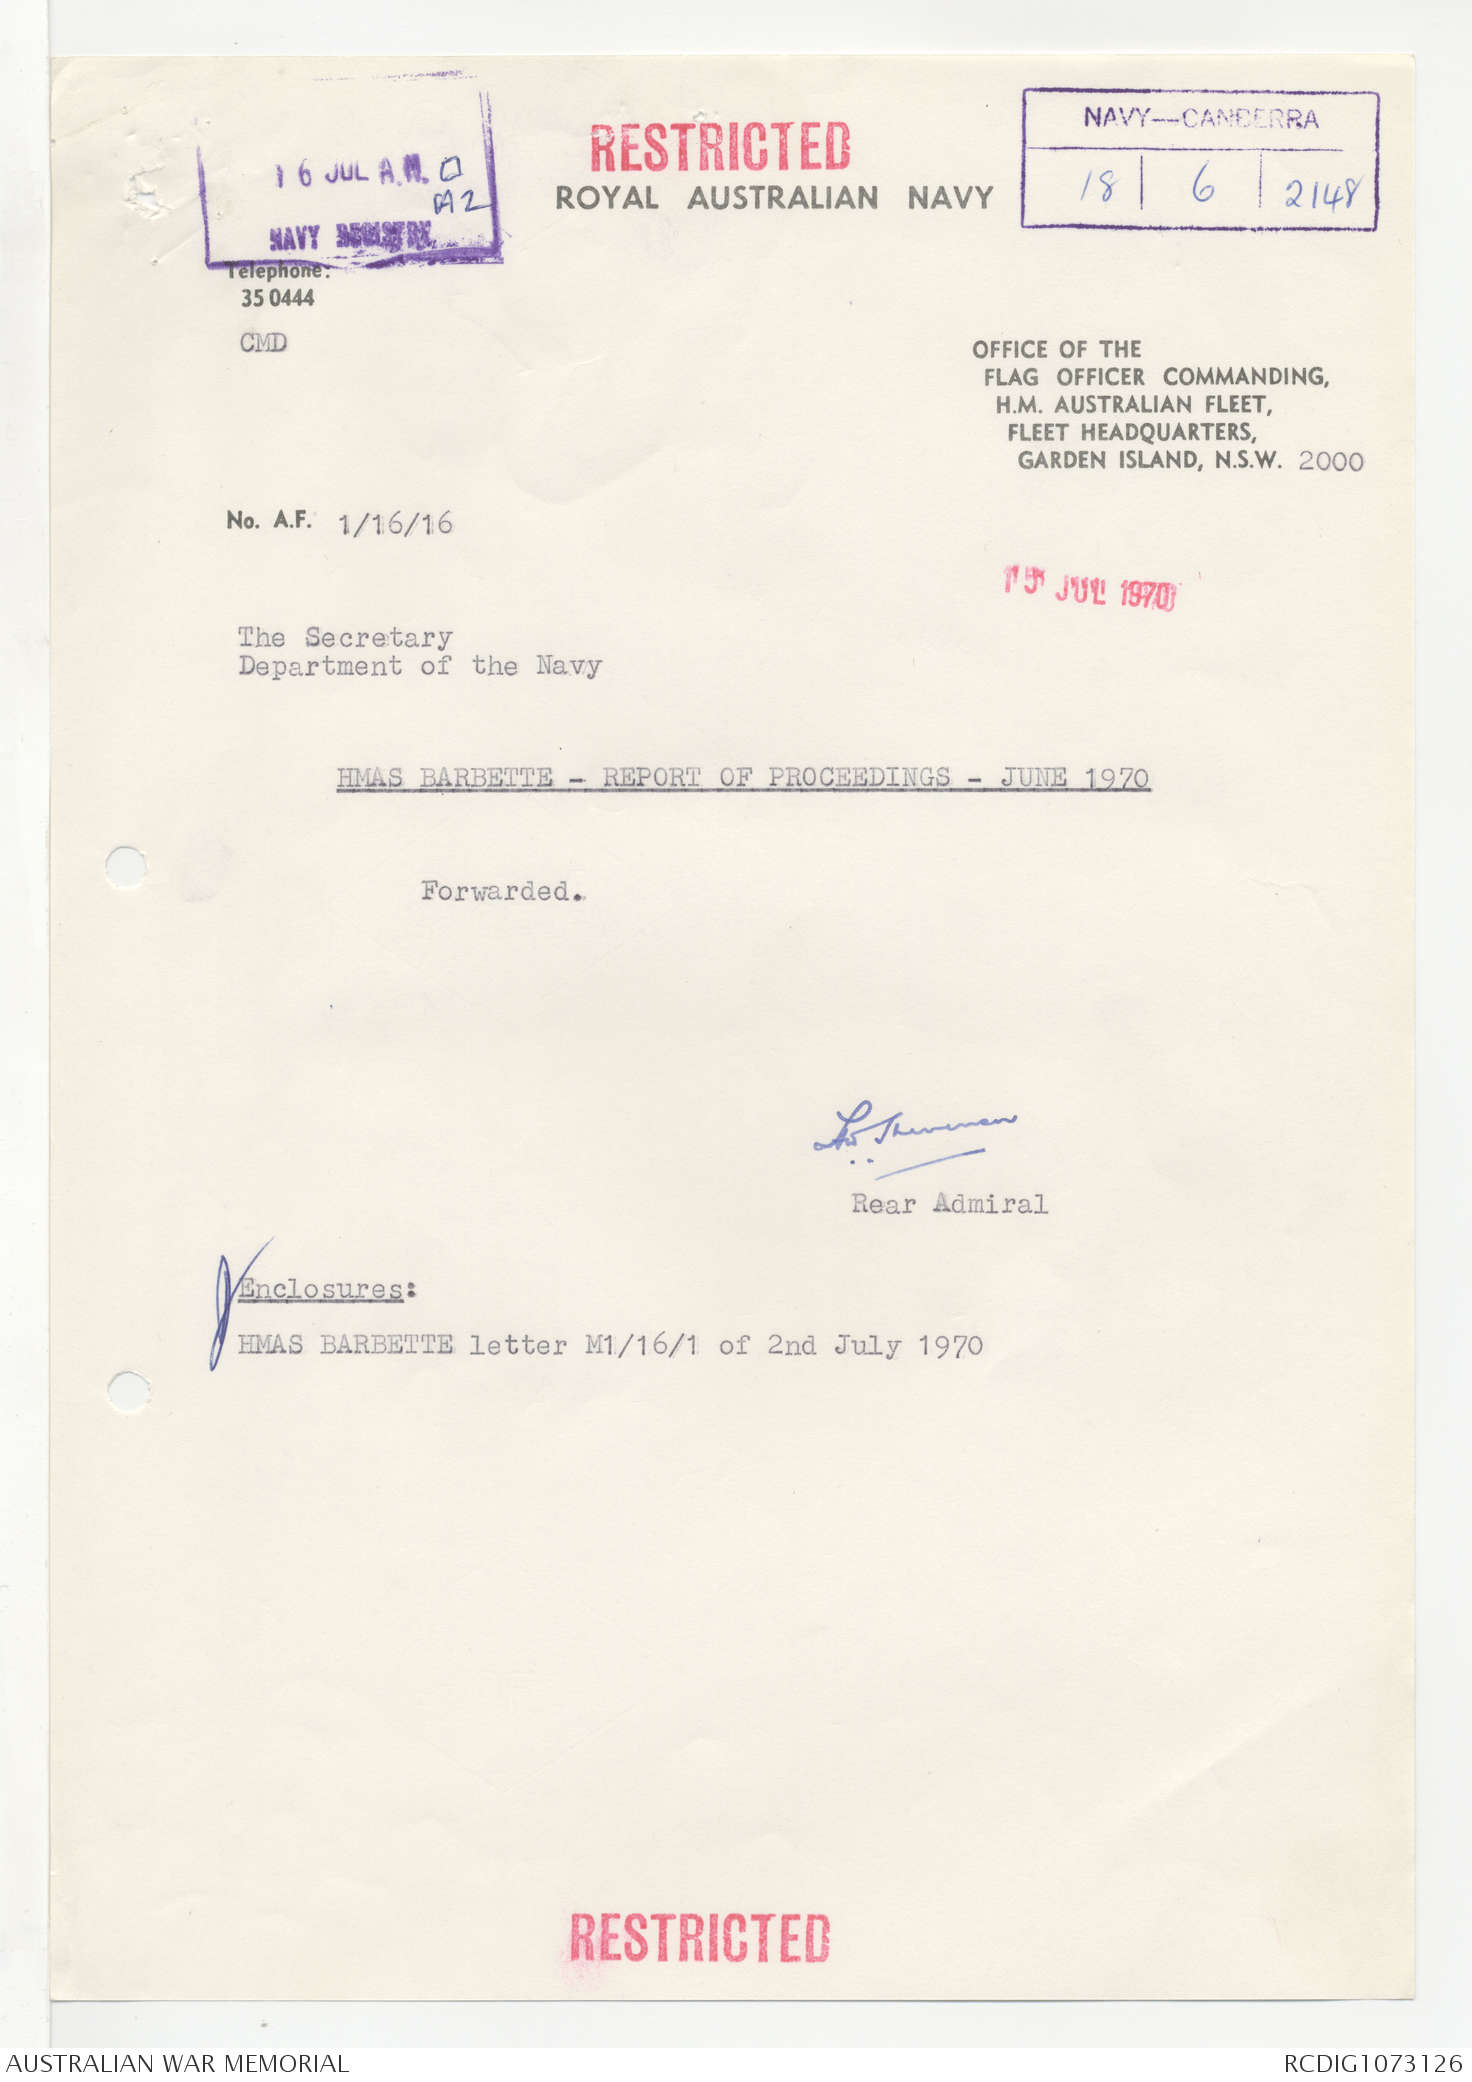 RESTRICTED
NAVY—CANBERRA
18 | 6 | 2148
16 JUL A.M.
A2
NAVY REGISTRY
ROYAL AUSTRALIAN NAVY
Telephone:
35 0444
CMD
OFFICE OF THE
FLAG OFFICER COMMANDING,
H.M. AUSTRALIAN FLEET,
FLEET HEADQUARTERS,
GARDEN ISLAND, N.S.W. 2000
No. A.F. 1/16/16
15 JUL 1970
The Secretary
Department of the Navy
HMAS BARBETTE - REPORT OF PROCEEDINGS - JUNE 1970
Forwarded.
Stevenson
Rear Admiral
Enclosures:
HMAS BARBETTE letter M1/16/1 of 2nd July 1970
RESTRICTED
AUSTRALIAN WAR MEMORIAL
RCDIG1073126